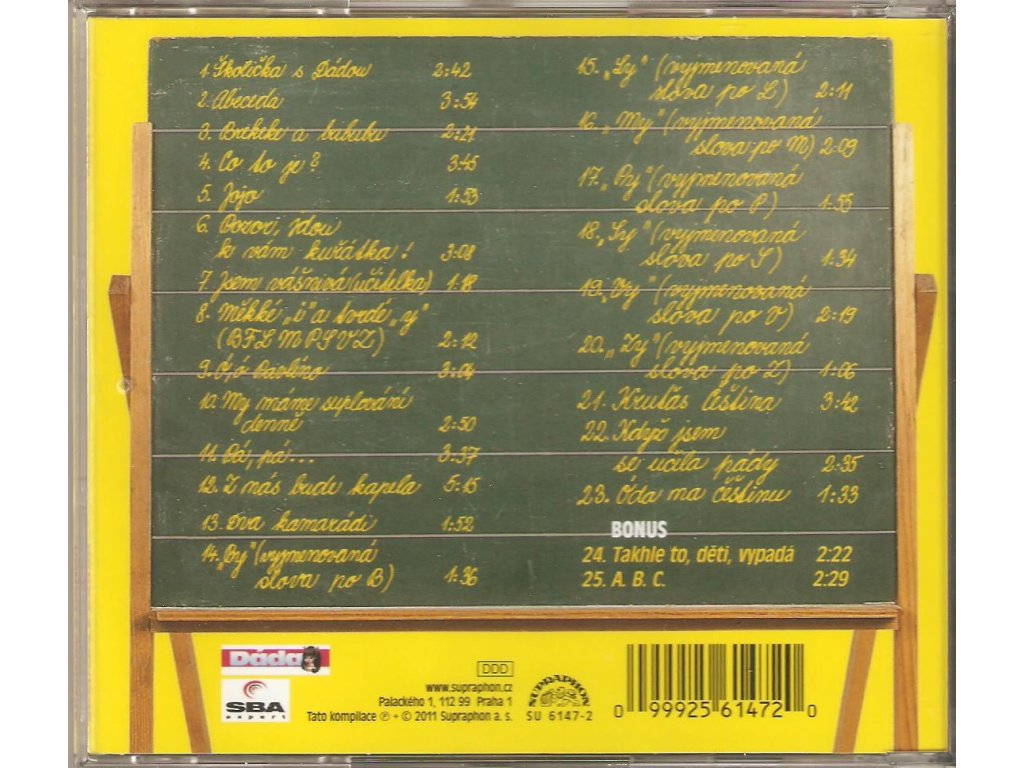 1. Školička s Dádou 2:42
2. Abeceda 3:54
3. Brekeke a bububu 2:21
4. Co to je? 3:45
5. Jojo 1:53
6. Pozor, jdou
k vám kuřátka! 3:08
7. Jsem vášnivá (učitelka) 1:18
8. Měkké „i“ a tvrdé „y“
(B F L M P S V Z) 2:12
9. Ó, ó Pavlíno 3:04
10. My máme suplování
denně 2:50
11. Pá, pá... 3:37
12. Z nás bude kapela 5:15
13. Dva kamarádi 1:52
14. „By“ (vyjmenovaná
slova po B) 1:36
15. „Ly“ (vyjmenovaná
slova po L) 2:11
16. „My“ (vyjmenovaná
slova po M) 2:09
17. „Py“ (vyjmenovaná
slova po P) 1:55
18. „Sy“ (vyjmenovaná
slova po S) 1:34
19. „Vy“ (vyjmenovaná
slova po V) 2:19
20. „Zy“ (vyjmenovaná
slova po Z) 1:06
21. Kruťas čeština 3:42
22. Když jsem
se učila pády 2:35
23. Óda na češtinu 1:33
BONUS
24. Takhle to, děti, vypadá 2:22
25. A. B. C. 2:29
Dáda
SBA
expert
DDD
www.supraphon.cz
Palackého 1, 112 99 Praha 1
Tato kompilace ℗ + © 2011 Supraphon a. s.
SUPRAPHON
SU 6147-2
0 99925 61472 0